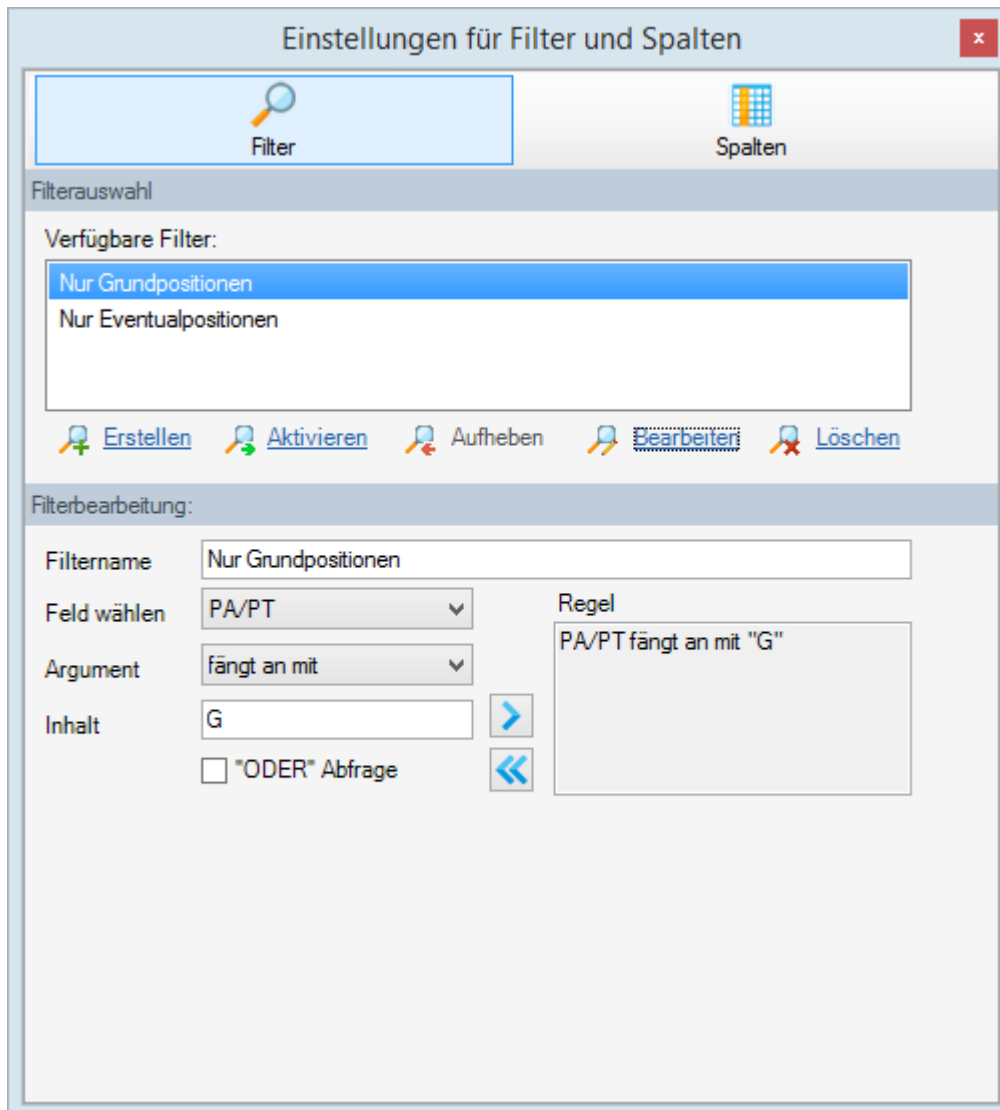 Einstellungen für Filter und Spalten
x
Filter
Spalten
Filterauswahl
Verfügbare Filter:
Nur Grundpositionen
Nur Eventualpositionen
Erstellen Aktivieren Aufheben Bearbeiten Löschen
Filterbearbeitung:
Filtername Nur Grundpositionen
Feld wählen PA/PT
Regel
PA/PT fängt an mit "G"
Argument fängt an mit
Inhalt G
"ODER" Abfrage